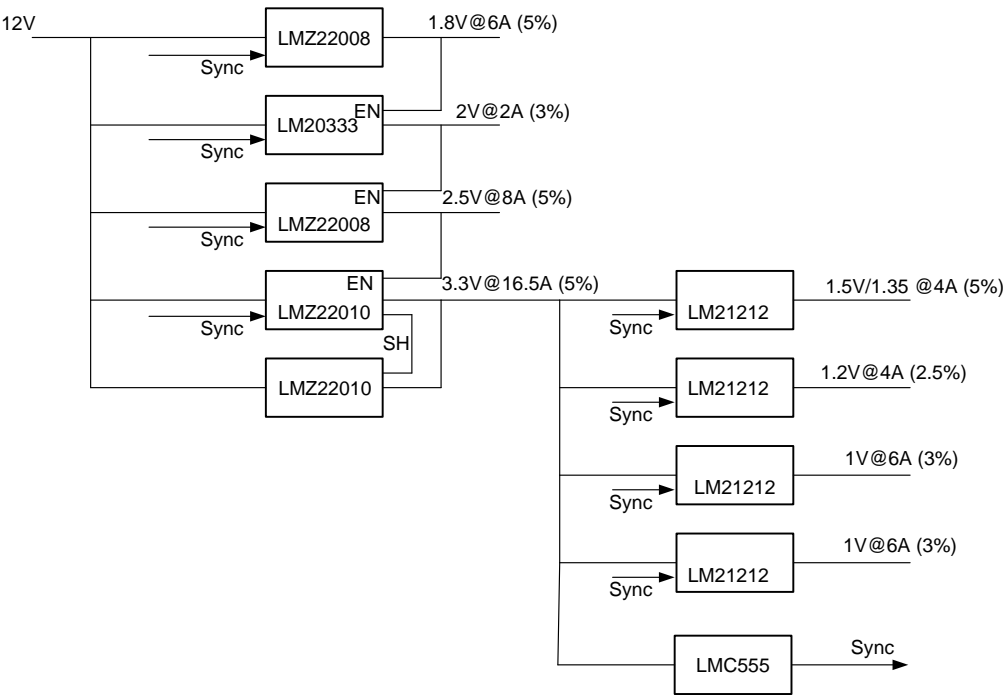 12V
LMZ22008
1.8V@6A (5%)
Sync
EN
LM20333
2V@2A (3%)
Sync
EN
LMZ22008
2.5V@8A (5%)
Sync
EN
LMZ22010
3.3V@16.5A (5%)
Sync
SH
LMZ22010
LM21212
1.5V/1.35 @4A (5%)
Sync
LM21212
1.2V@4A (2.5%)
Sync
LM21212
1V@6A (3%)
Sync
LM21212
1V@6A (3%)
Sync
LMC555
Sync